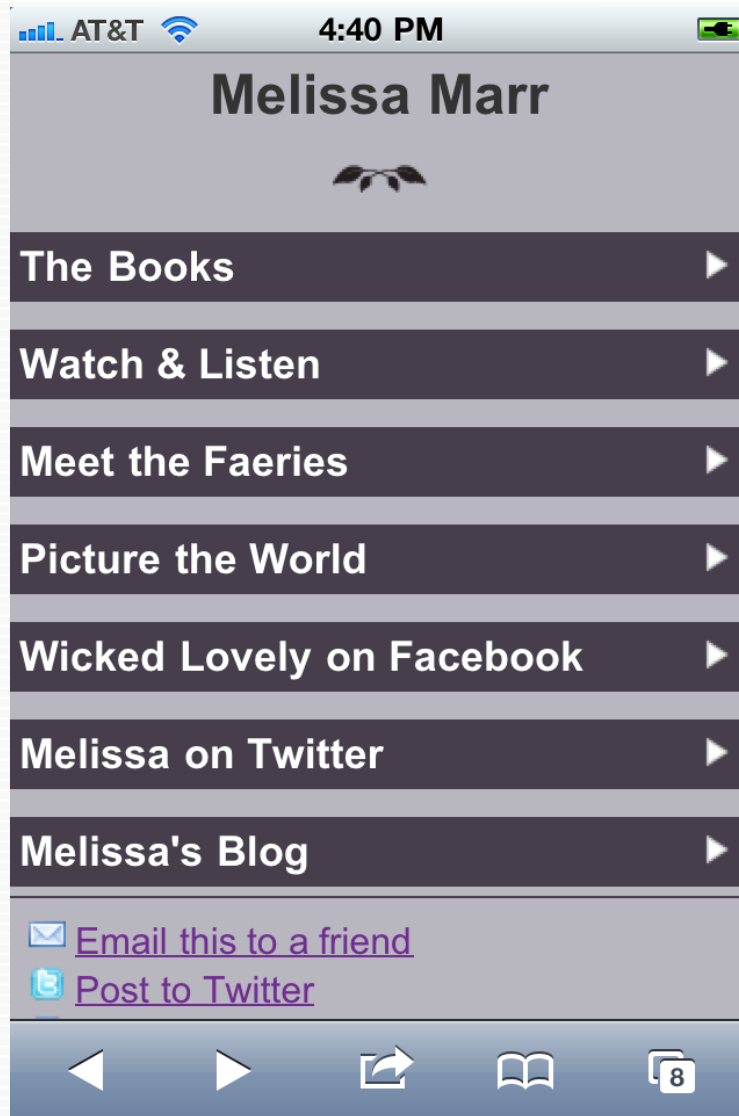 AT&T 4:40 PM
Melissa Marr
The Books
Watch & Listen
Meet the Faeries
Picture the World
Wicked Lovely on Facebook
Melissa on Twitter
Melissa's Blog
Email this to a friend
Post to Twitter
8